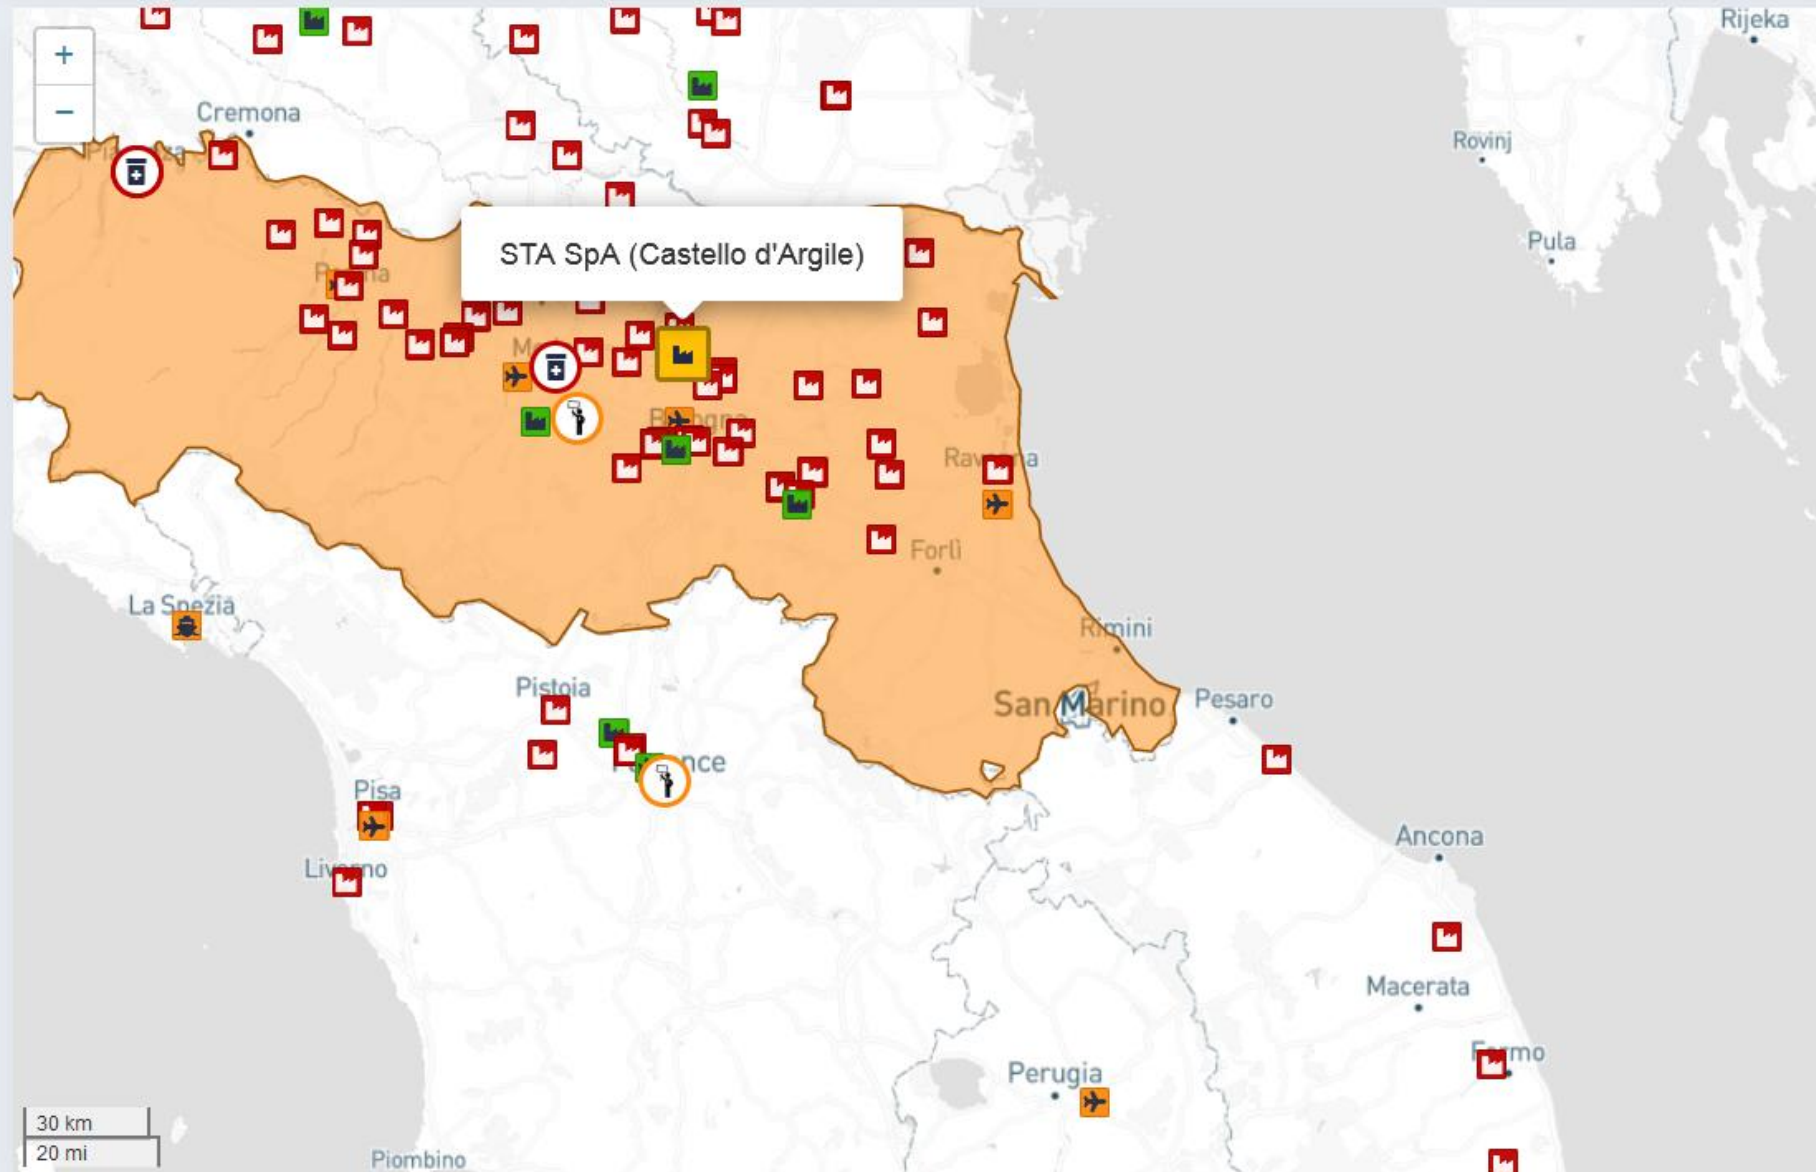 Rijeka
+
−
Cremona
Rovinj
Pula
STA SpA (Castello d'Argile)
Forlì
La Spezia
Rimini
Pistoia
San Marino
Pesaro
Pisa
Ancona
Macerata
Perugia
30 km
20 mi
Piombino